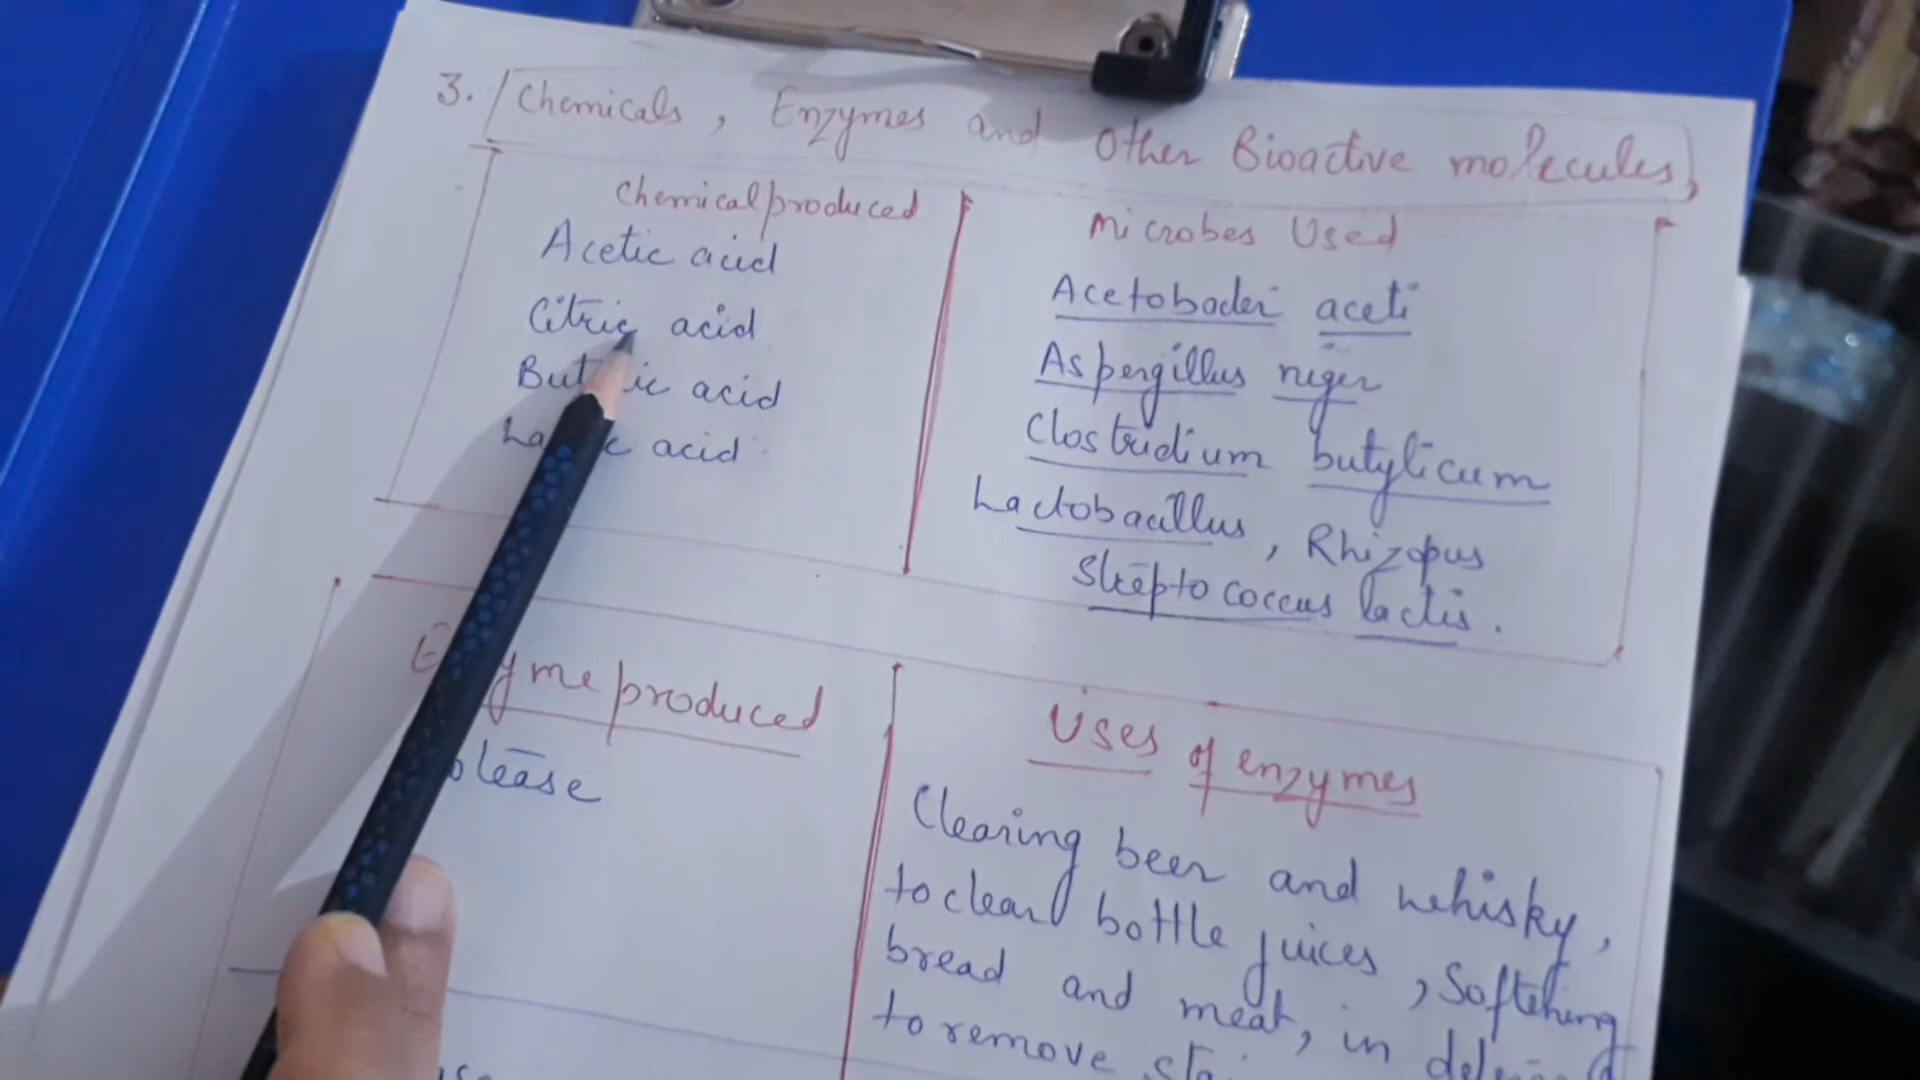 3. Chemicals, Enzymes and Other Bioactive molecules,
Chemical produced
Microbes Used
Acetic acid
Acetobacter aceti
Citric acid
Aspergillus niger
acid
Clostridium butylicum
acid
Lactobacillus, Rhizopus
Streptococcus lactis.
produced
Uses of enzymes
Clearing beer and whisky,
to clear bottle juices, Softening
bread and meat, in
to remove